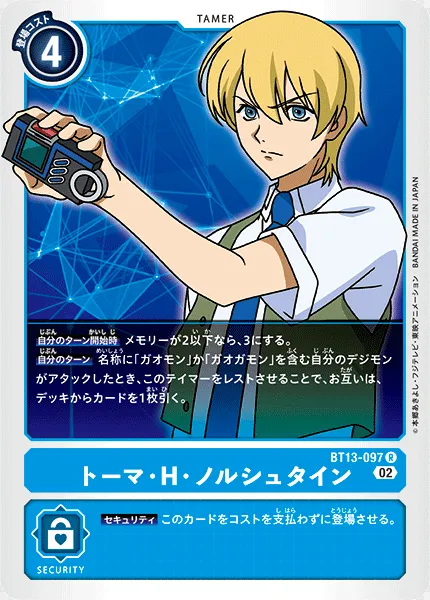 TAMER
登場コスト
4
自分のターン開始時 メモリーが2以下なら、3にする。
自分のターン 名称に「ガオモン」か「ガオガモン」を含む自分のデジモン
がアタックしたとき、このテイマーをレストさせることで、お互いは、
デッキからカードを1枚引く。
©本郷あきよし・フジテレビ・東映アニメーション BANDAI MADE IN JAPAN
BT13-097 R
トーマ・H・ノルシュタイン
02
セキュリティ このカードをコストを支払わずに登場させる。
SECURITY